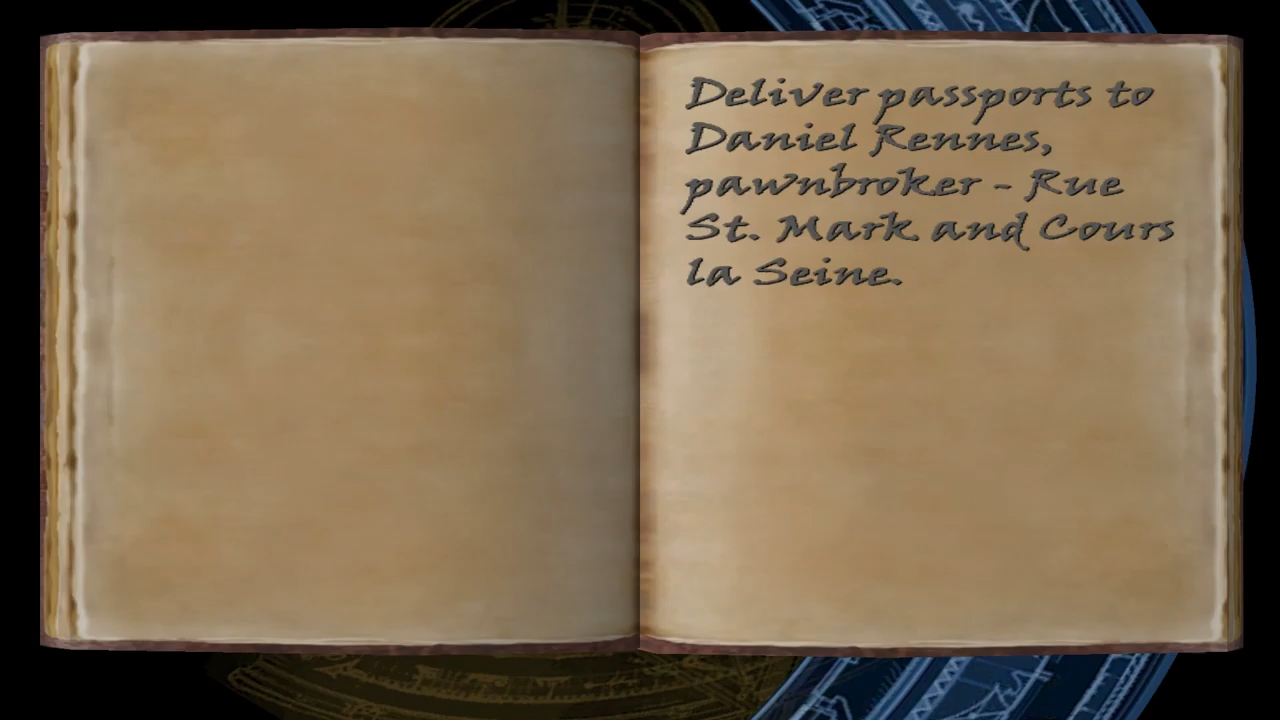 Deliver passports to
Daniel Rennes,
pawnbroker - Rue
St. Mark and Cours
la Seine.